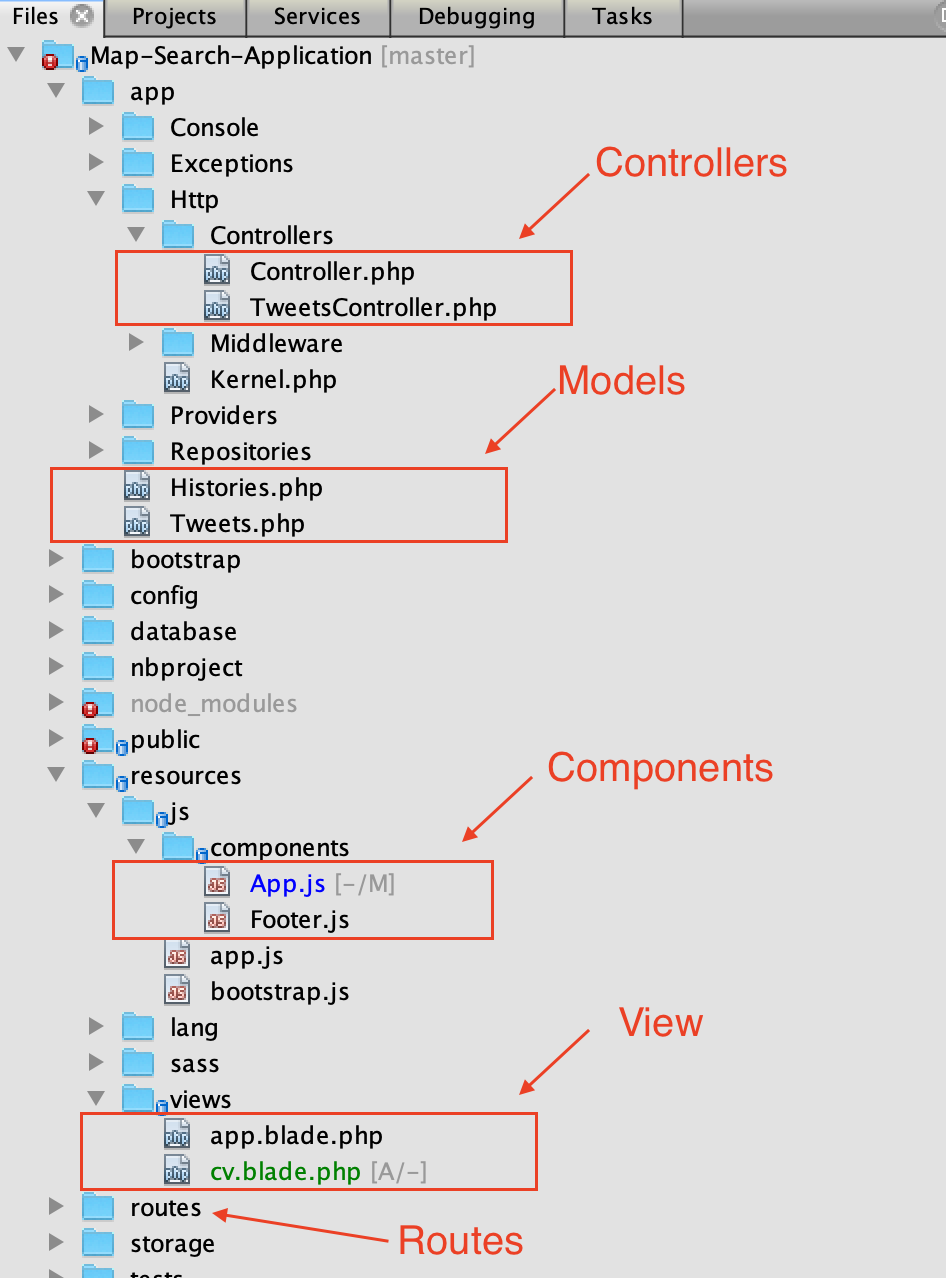 Files Projects Services Debugging Tasks
Map-Search-Application [master]
app
Console
Exceptions
Controllers
Http
Controllers
Controller.php
TweetsController.php
Middleware
Kernel.php
Models
Providers
Repositories
Histories.php
Tweets.php
bootstrap
config
database
nbproject
node_modules
public
Components
resources
js
components
App.js [-/M]
Footer.js
app.js
bootstrap.js
View
lang
sass
views
app.blade.php
cv.blade.php [A/-]
routes
Routes
storage
tests